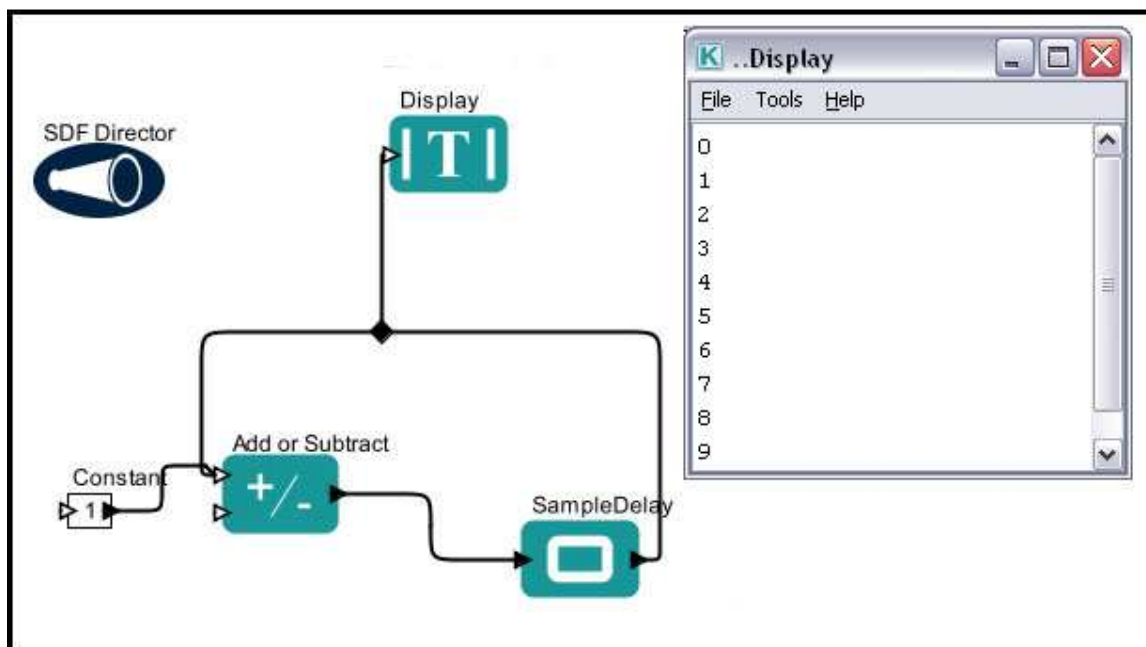 SDF Director
Display
T
Constant
1
Add or Subtract
+/-
SampleDelay
K ..Display
File Tools Help
0
1
2
3
4
5
6
7
8
9